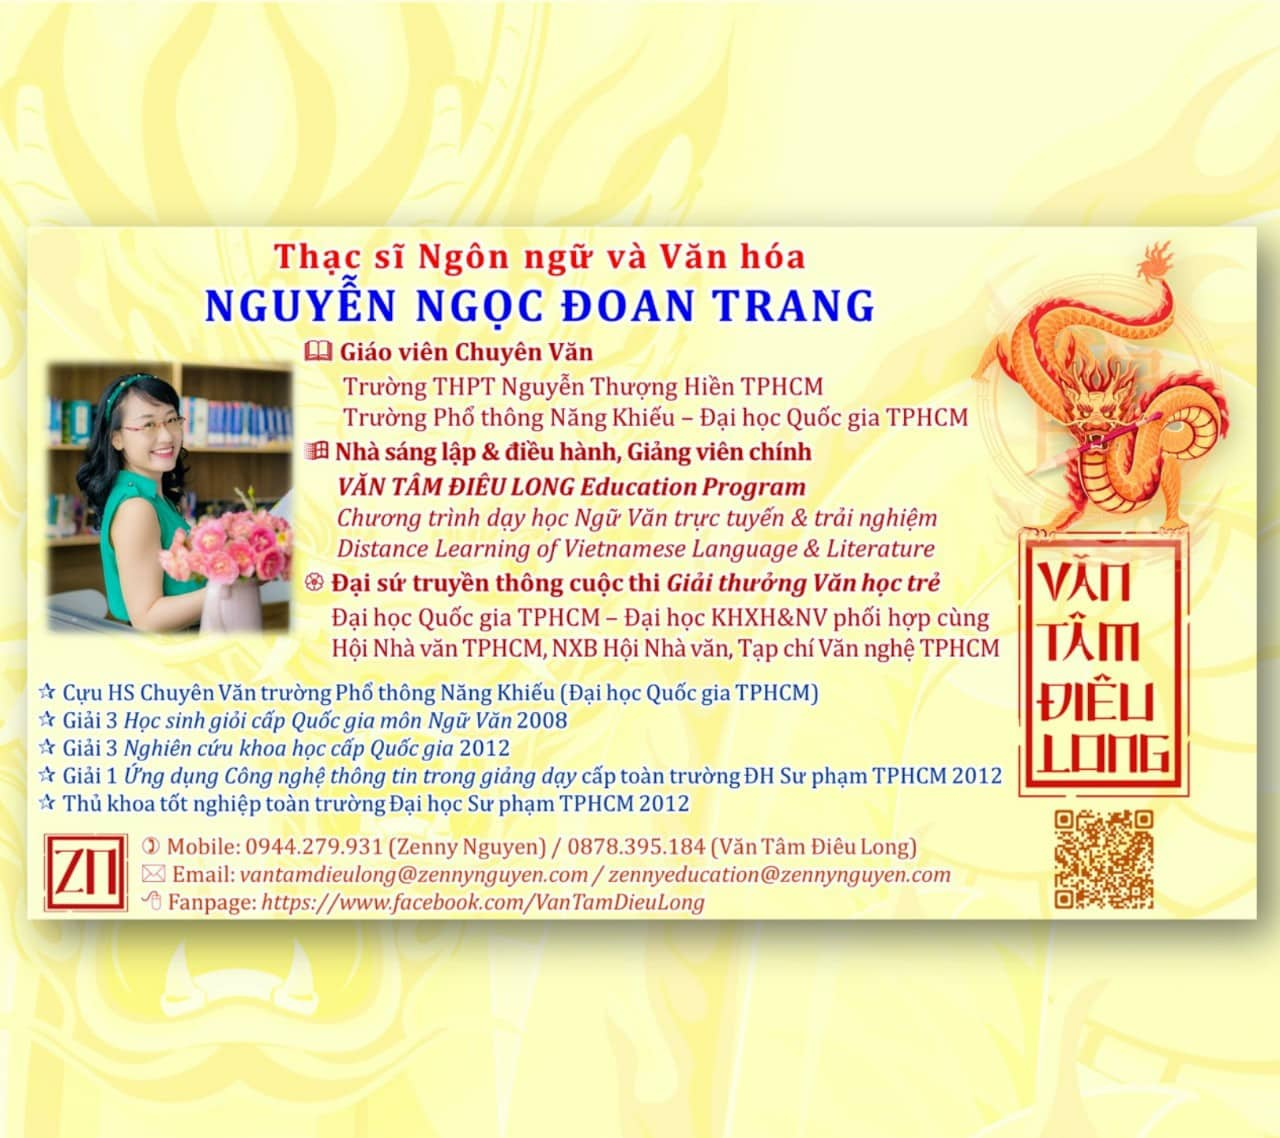 Thạc sĩ Ngôn ngữ và Văn hóa
NGUYỄN NGỌC ĐOAN TRANG
Giáo viên Chuyên Văn
Trường THPT Nguyễn Thượng Hiền TPHCM
Trường Phổ thông Năng Khiếu – Đại học Quốc gia TPHCM
Nhà sáng lập & điều hành, Giảng viên chính
VĂN TÂM ĐIÊU LONG Education Program
Chương trình dạy học Ngữ Văn trực tuyến & trải nghiệm
Distance Learning of Vietnamese Language & Literature
Đại sứ truyền thông cuộc thi Giải thưởng Văn học trẻ
Đại học Quốc gia TPHCM – Đại học KHXH&NV phối hợp cùng
Hội Nhà văn TPHCM, NXB Hội Nhà văn, Tạp chí Văn nghệ TPHCM
Cựu HS Chuyên Văn trường Phổ thông Năng Khiếu (Đại học Quốc gia TPHCM)
Giải 3 Học sinh giỏi cấp Quốc gia môn Ngữ Văn 2008
Giải 3 Nghiên cứu khoa học cấp Quốc gia 2012
Giải 1 Ứng dụng Công nghệ thông tin trong giảng dạy cấp toàn trường ĐH Sư phạm TPHCM 2012
Thủ khoa tốt nghiệp toàn trường Đại học Sư phạm TPHCM 2012
VĂN
TÂM
ĐIÊU
LONG
ZN
Mobile: 0944.279.931 (Zenny Nguyen) / 0878.395.184 (Văn Tâm Điêu Long)
Email: vantamdieulong@zennynguyen.com / zennyeducation@zennynguyen.com
Fanpage: https://www.facebook.com/VanTamDieuLong